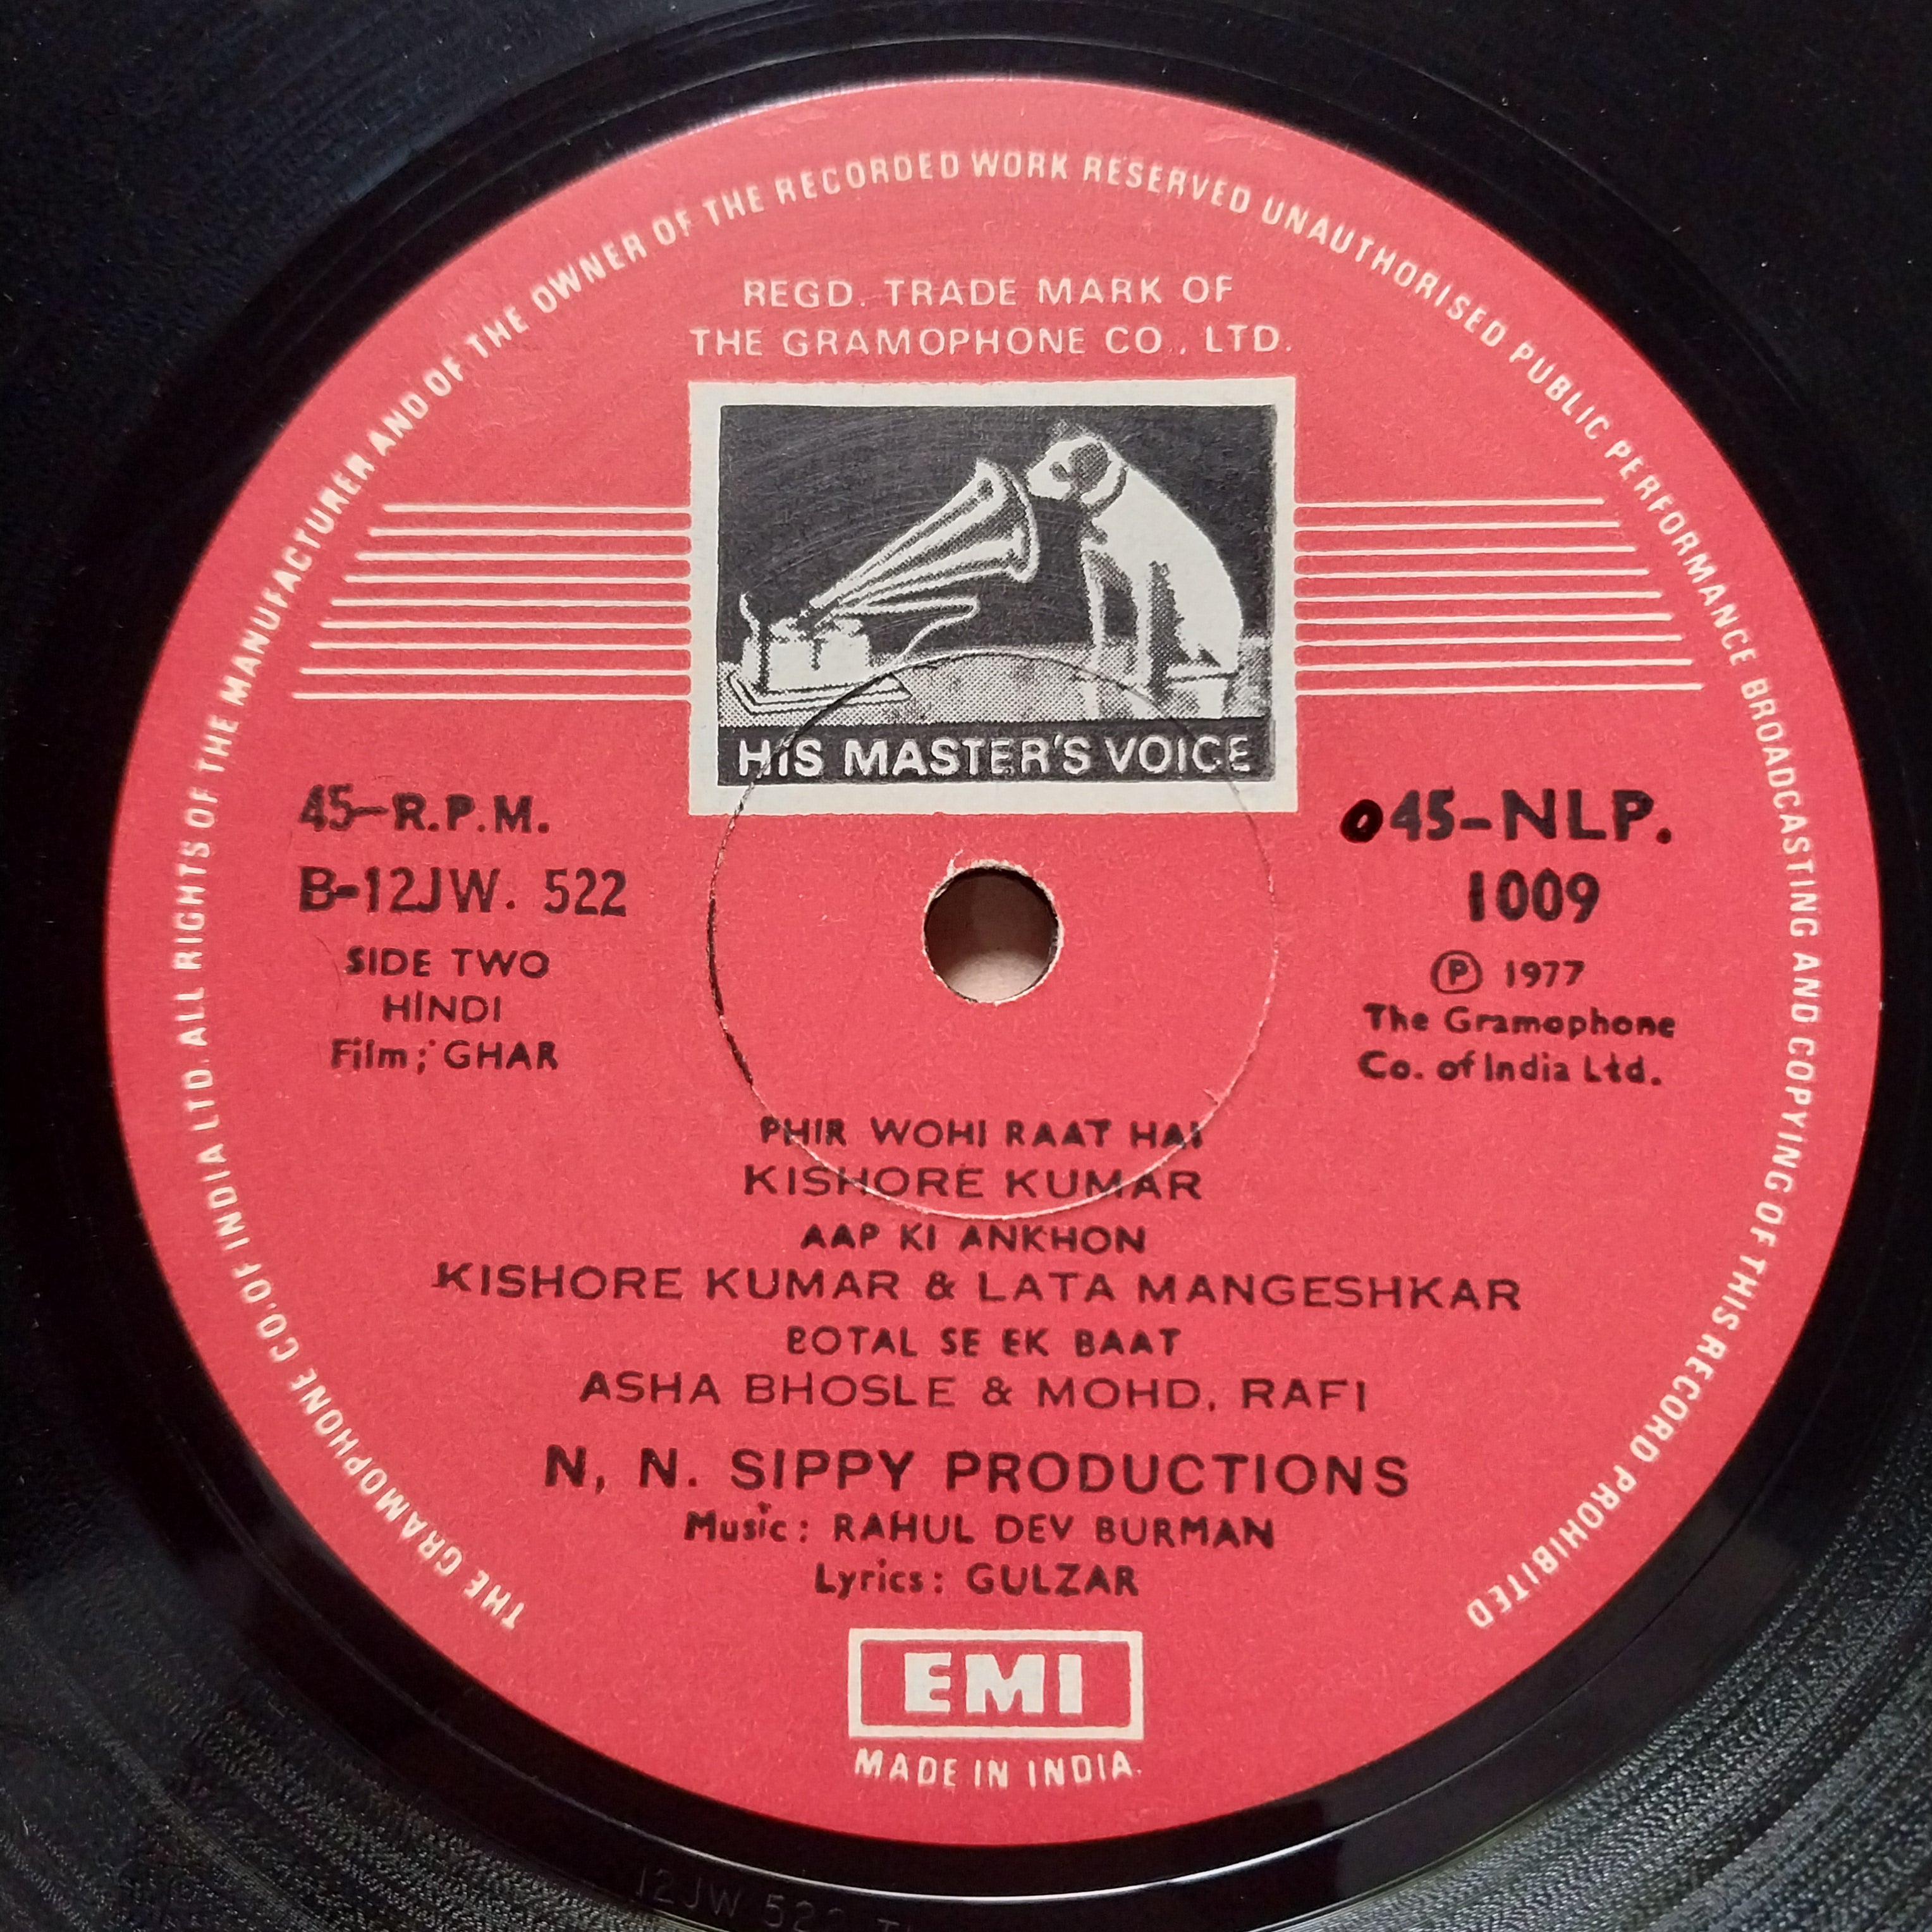 THE GRAMOPHONE CO. OF INDIA LTD. ALL RIGHTS OF THE MANUFACTURER AND OF THE OWNER OF THE RECORDED WORK RESERVED UNAUTHORISED PUBLIC PERFORMANCE BROADCASTING AND COPYING OF THIS RECORD PROHIBITED
REGD. TRADE MARK OF
THE GRAMOPHONE CO., LTD.
HIS MASTER'S VOICE
45-R.P.M.
B-12JW. 522
SIDE TWO
HINDI
Film; GHAR
045-NLP.
1009
℗ 1977
The Gramophone
Co. of India Ltd.
PHIR WOHI RAAT HAI
KISHORE KUMAR
AAP KI ANKHON
KISHORE KUMAR & LATA MANGESHKAR
BOTAL SE EK BAAT
ASHA BHOSLE & MOHD. RAFI
N, N. SIPPY PRODUCTIONS
Music: RAHUL DEV BURMAN
Lyrics: GULZAR
EMI
MADE IN INDIA.
12JW 522